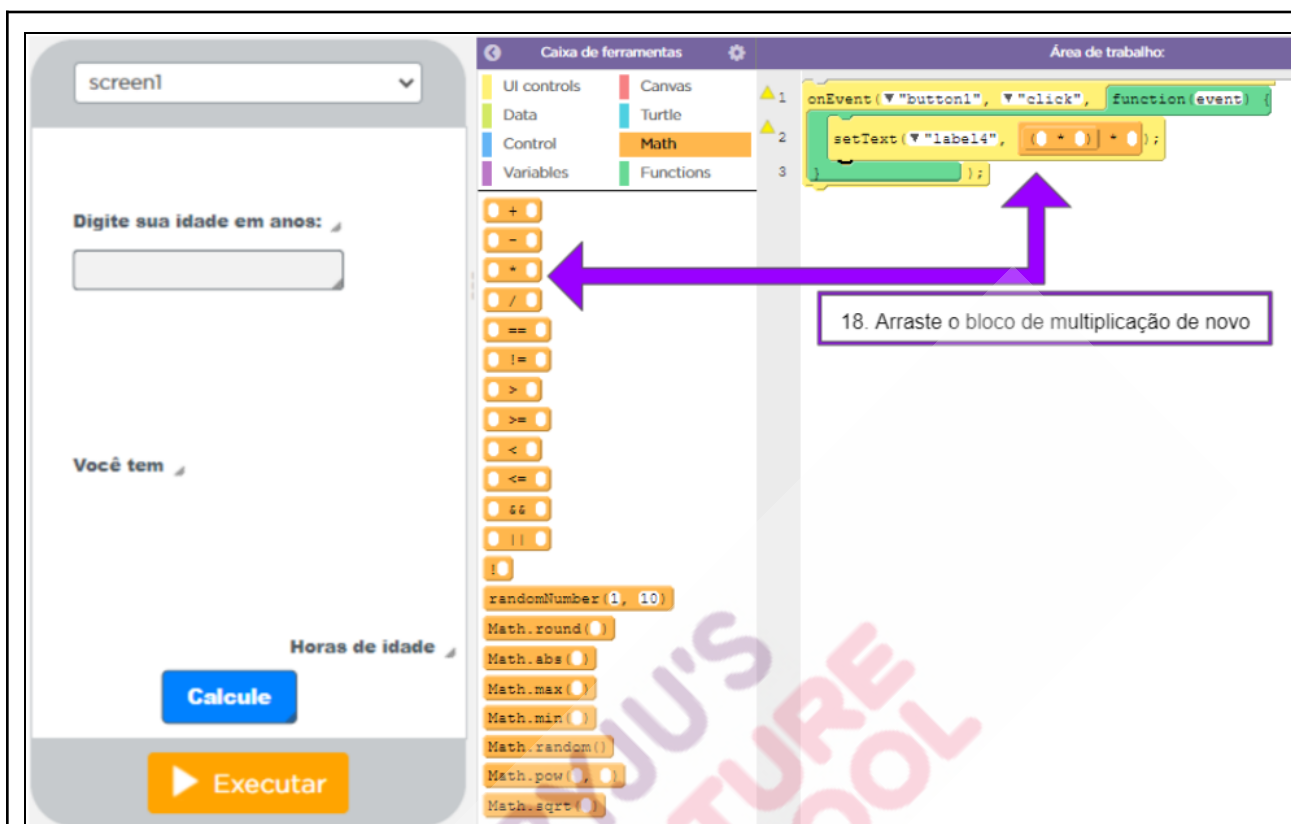 screen1
Digite sua idade em anos:
Você tem
Horas de idade
Calcule
Executar
Caixa de ferramentas
UI controls
Canvas
Data
Turtle
Control
Math
Variables
Functions
+
-
*
/
==
!=
>
>=
<
<=
&&
||
!
randomNumber(1, 10)
Math.round()
Math.abs()
Math.max()
Math.min()
Math.random()
Math.pow(, )
Math.sqrt()
Área de trabalho:
1 onEvent(▼"button1", ▼"click", function(event) {
2 setText(▼"label4", ( * ) * );
3 } );
18. Arraste o bloco de multiplicação de novo
BYJU'S
FUTURE
SCHOOL